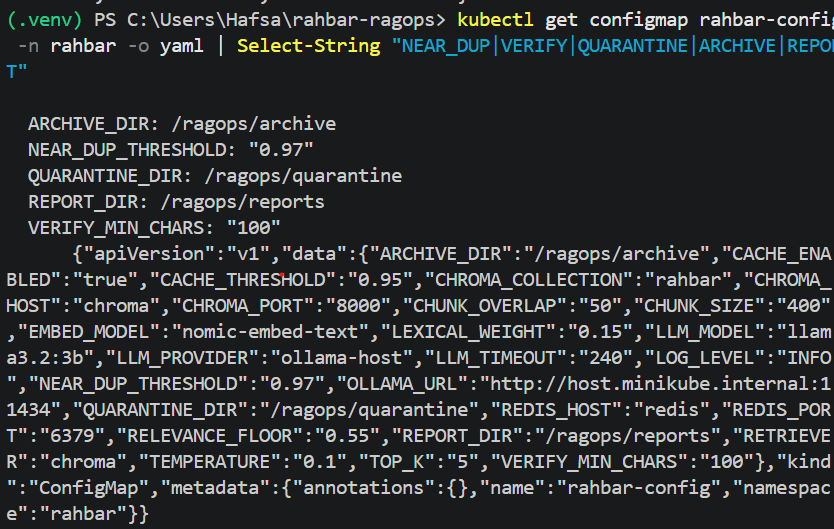 (.venv) PS C:\Users\Hafsa\rahbar-ragops> kubectl get configmap rahbar-config
-n rahbar -o yaml | Select-String "NEAR_DUP|VERIFY|QUARANTINE|ARCHIVE|REPOR
T"
ARCHIVE_DIR: /ragops/archive
NEAR_DUP_THRESHOLD: "0.97"
QUARANTINE_DIR: /ragops/quarantine
REPORT_DIR: /ragops/reports
VERIFY_MIN_CHARS: "100"
{"apiVersion":"v1","data":{"ARCHIVE_DIR":"/ragops/archive","CACHE_ENA
BLED":"true","CACHE_THRESHOLD":"0.95","CHROMA_COLLECTION":"rahbar","CHROMA_
HOST":"chroma","CHROMA_PORT":"8000","CHUNK_OVERLAP":"50","CHUNK_SIZE":"400"
,"EMBED_MODEL":"nomic-embed-text","LEXICAL_WEIGHT":"0.15","LLM_MODEL":"llam
a3.2:3b","LLM_PROVIDER":"ollama-host","LLM_TIMEOUT":"240","LOG_LEVEL":"INFO
","NEAR_DUP_THRESHOLD":"0.97","OLLAMA_URL":"http://host.minikube.internal:1
1434","QUARANTINE_DIR":"/ragops/quarantine","REDIS_HOST":"redis","REDIS_POR
T":"6379","RELEVANCE_FLOOR":"0.55","REPORT_DIR":"/ragops/reports","RETRIEVE
R":"chroma","TEMPERATURE":"0.1","TOP_K":"5","VERIFY_MIN_CHARS":"100"},"kind
":"ConfigMap","metadata":{"annotations":{},"name":"rahbar-config","namespac
e":"rahbar"}}